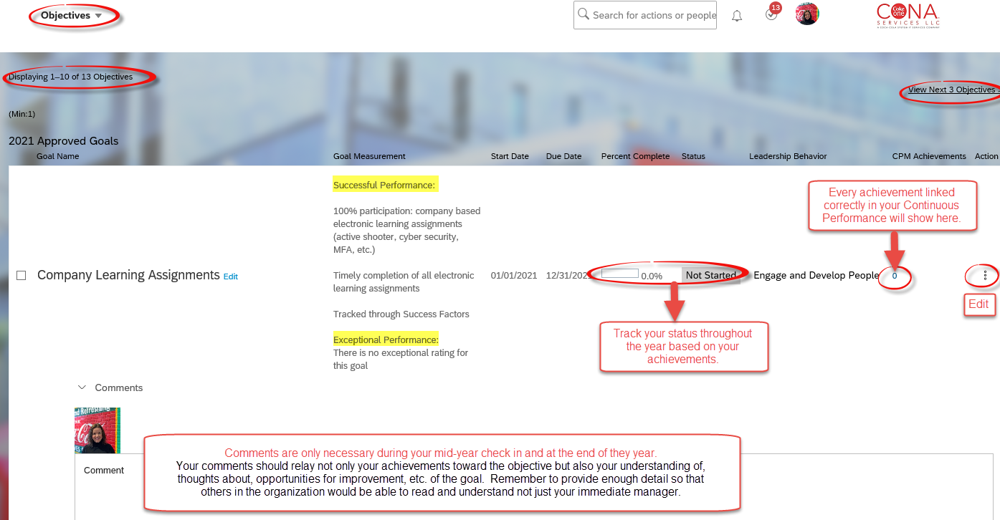 Objectives
Search for actions or people
13
Coke one
CONA
SERVICES LLC
A COCA-COLA SYSTEM IT SERVICES COMPANY
Displaying 1–10 of 13 Objectives
View Next 3 Objectives
(Min:1)
2021 Approved Goals
Goal Name Goal Measurement Start Date Due Date Percent Complete Status Leadership Behavior CPM Achievements Action
Successful Performance:
100% participation: company based
electronic learning assignments
(active shooter, cyber security,
MFA, etc.)
Every achievement linked
correctly in your Continuous
Performance will show here.
Company Learning Assignments Edit
Timely completion of all electronic
learning assignments
01/01/2021 12/31/2021 0.0% Not Started Engage and Develop People 0
Edit
Tracked through Success Factors
Exceptional Performance:
There is no exceptional rating for
this goal
Track your status throughout
the year based on your
achievements.
Comments
Comment
Comments are only necessary during your mid-year check in and at the end of they year.
Your comments should relay not only your achievements toward the objective but also your understanding of,
thoughts about, opportunities for improvement, etc. of the goal.  Remember to provide enough detail so that
others in the organization would be able to read and understand not just your immediate manager.